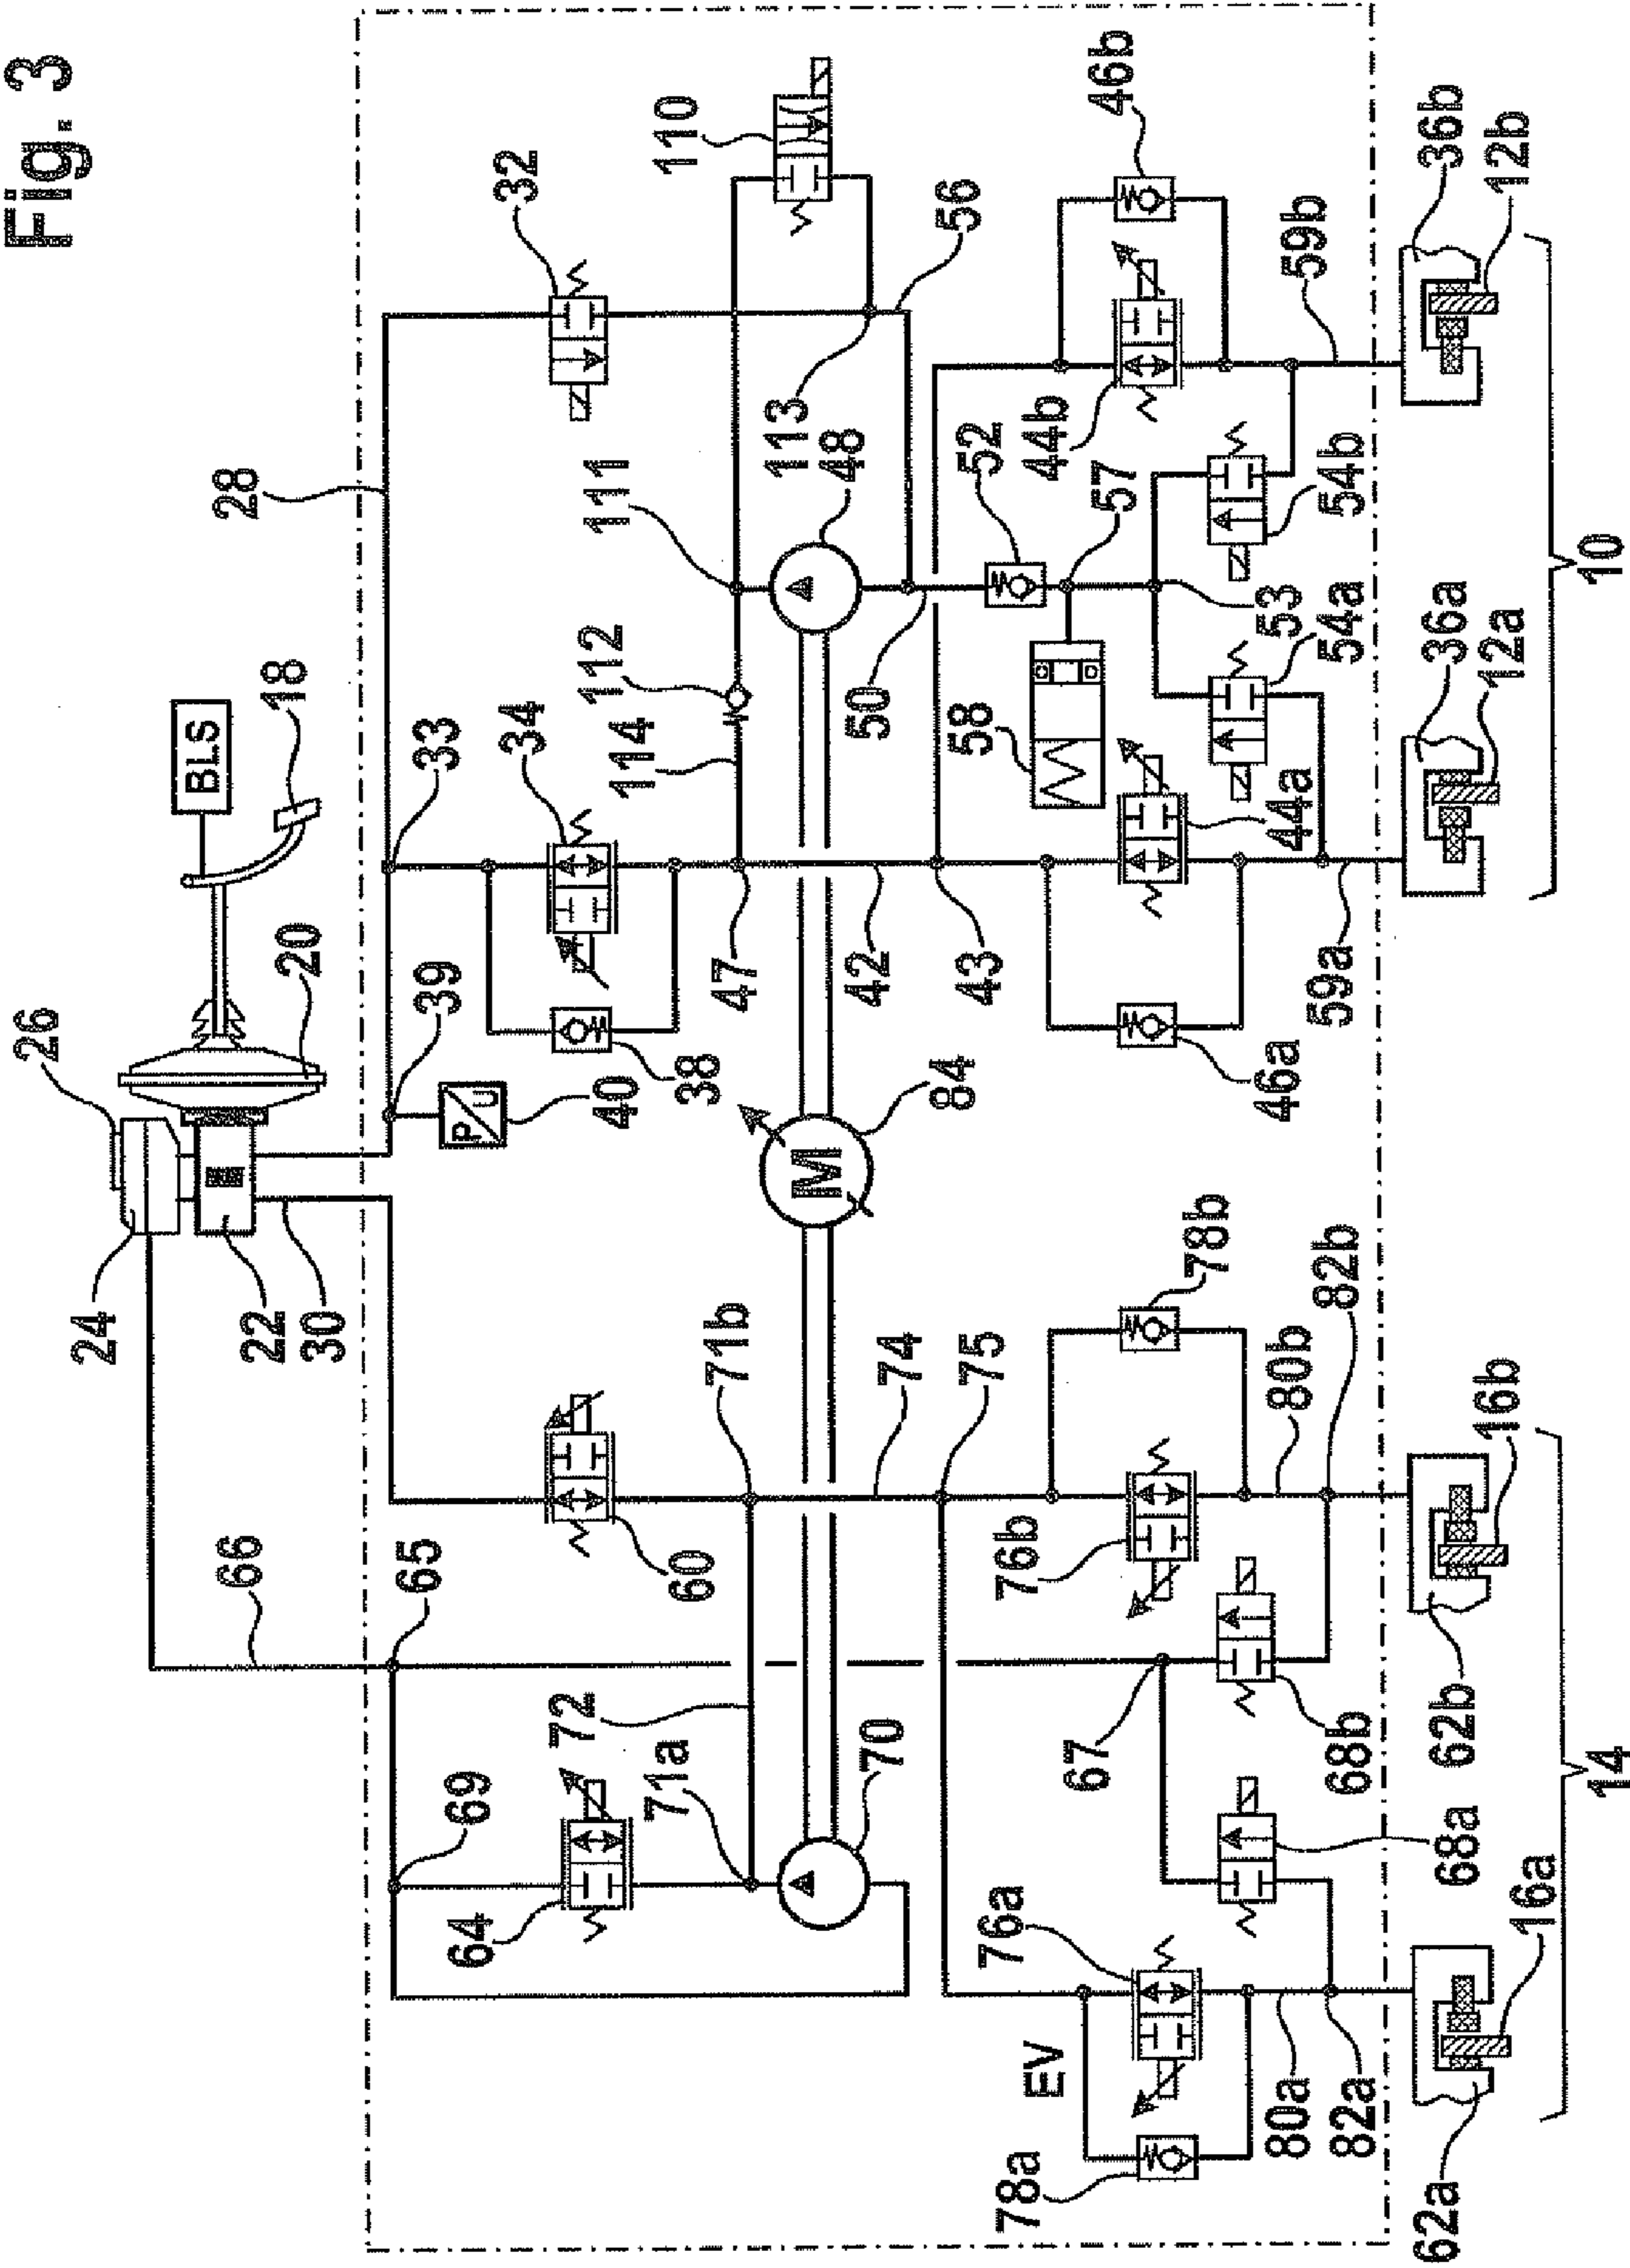 Fig. 3
26
24
22
30
20
BLS
18
28
66
65
69
64
72
71a
70
60
71b
39
40
38
33
34
114
112
111
32
110
113
48
56
84
47
42
43
50
74
75
67
EV
76a
78a
76b
78b
80a
82a
68a
68b
80b
82b
46a
59a
44a
58
52
57
53
54a
54b
44b
46b
59b
62a
16a
62b
16b
14
36a
12a
36b
12b
10
M
P
U